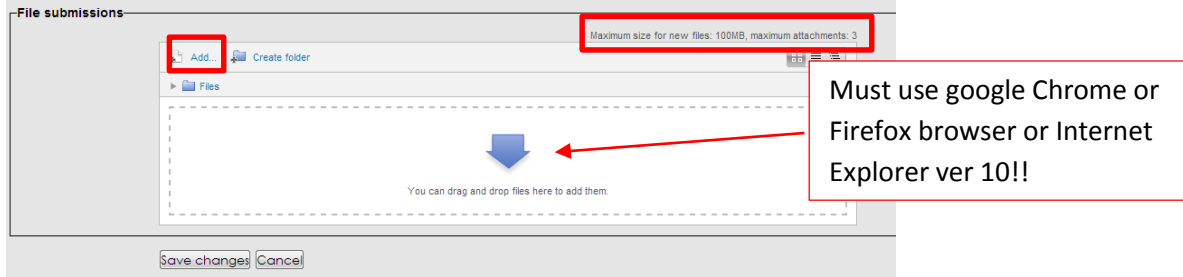 File submissions
Maximum size for new files: 100MB, maximum attachments: 3
Add... Create folder
Files
Must use google Chrome or
Firefox browser or Internet
Explorer ver 10!!
You can drag and drop files here to add them.
Save changes Cancel